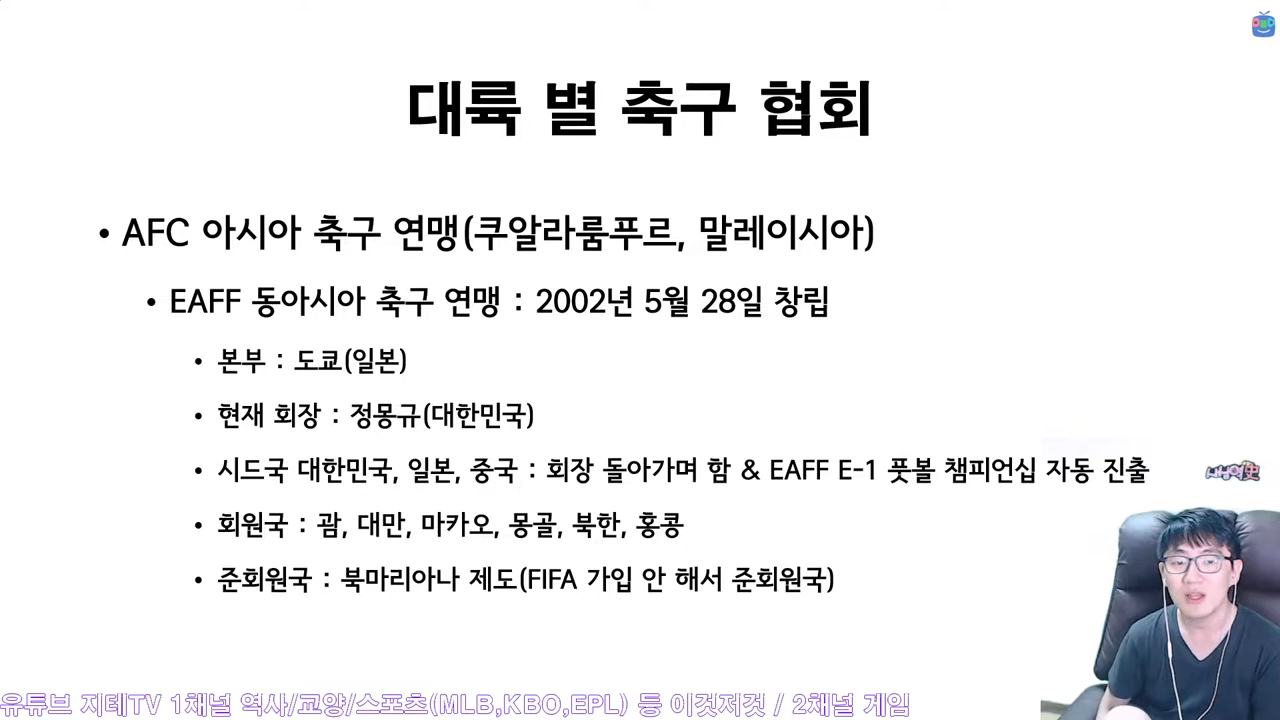 대륙 별 축구 협회
• AFC 아시아 축구 연맹(쿠알라룸푸르, 말레이시아)
• EAFF 동아시아 축구 연맹 : 2002년 5월 28일 창립
• 본부 : 도쿄(일본)
• 현재 회장 : 정몽규(대한민국)
• 시드국 대한민국, 일본, 중국 : 회장 돌아가며 함 & EAFF E-1 풋볼 챔피언십 자동 진출
• 회원국 : 괌, 대만, 마카오, 몽골, 북한, 홍콩
• 준회원국 : 북마리아나 제도(FIFA 가입 안 해서 준회원국)
유튜브 지테TV 1채널 역사/교양/스포츠(MLB,KBO,EPL) 등 이것저것 / 2채널 게임